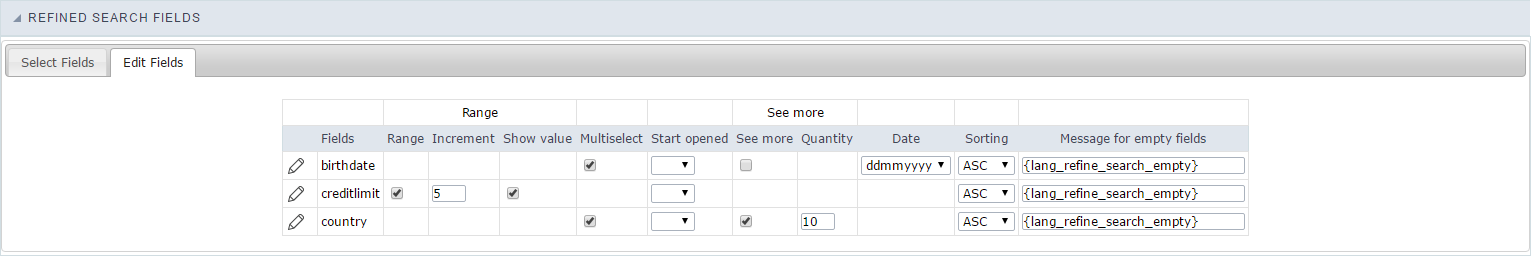 REFINED SEARCH FIELDS
Select Fields Edit Fields
Range See more
Fields Range Increment Show value Multiselect Start opened See more Quantity Date Sorting Message for empty fields
birthdate ddmmyyyy ASC {lang_refine_search_empty}
creditlimit 5 ASC {lang_refine_search_empty}
country 10 ASC {lang_refine_search_empty}